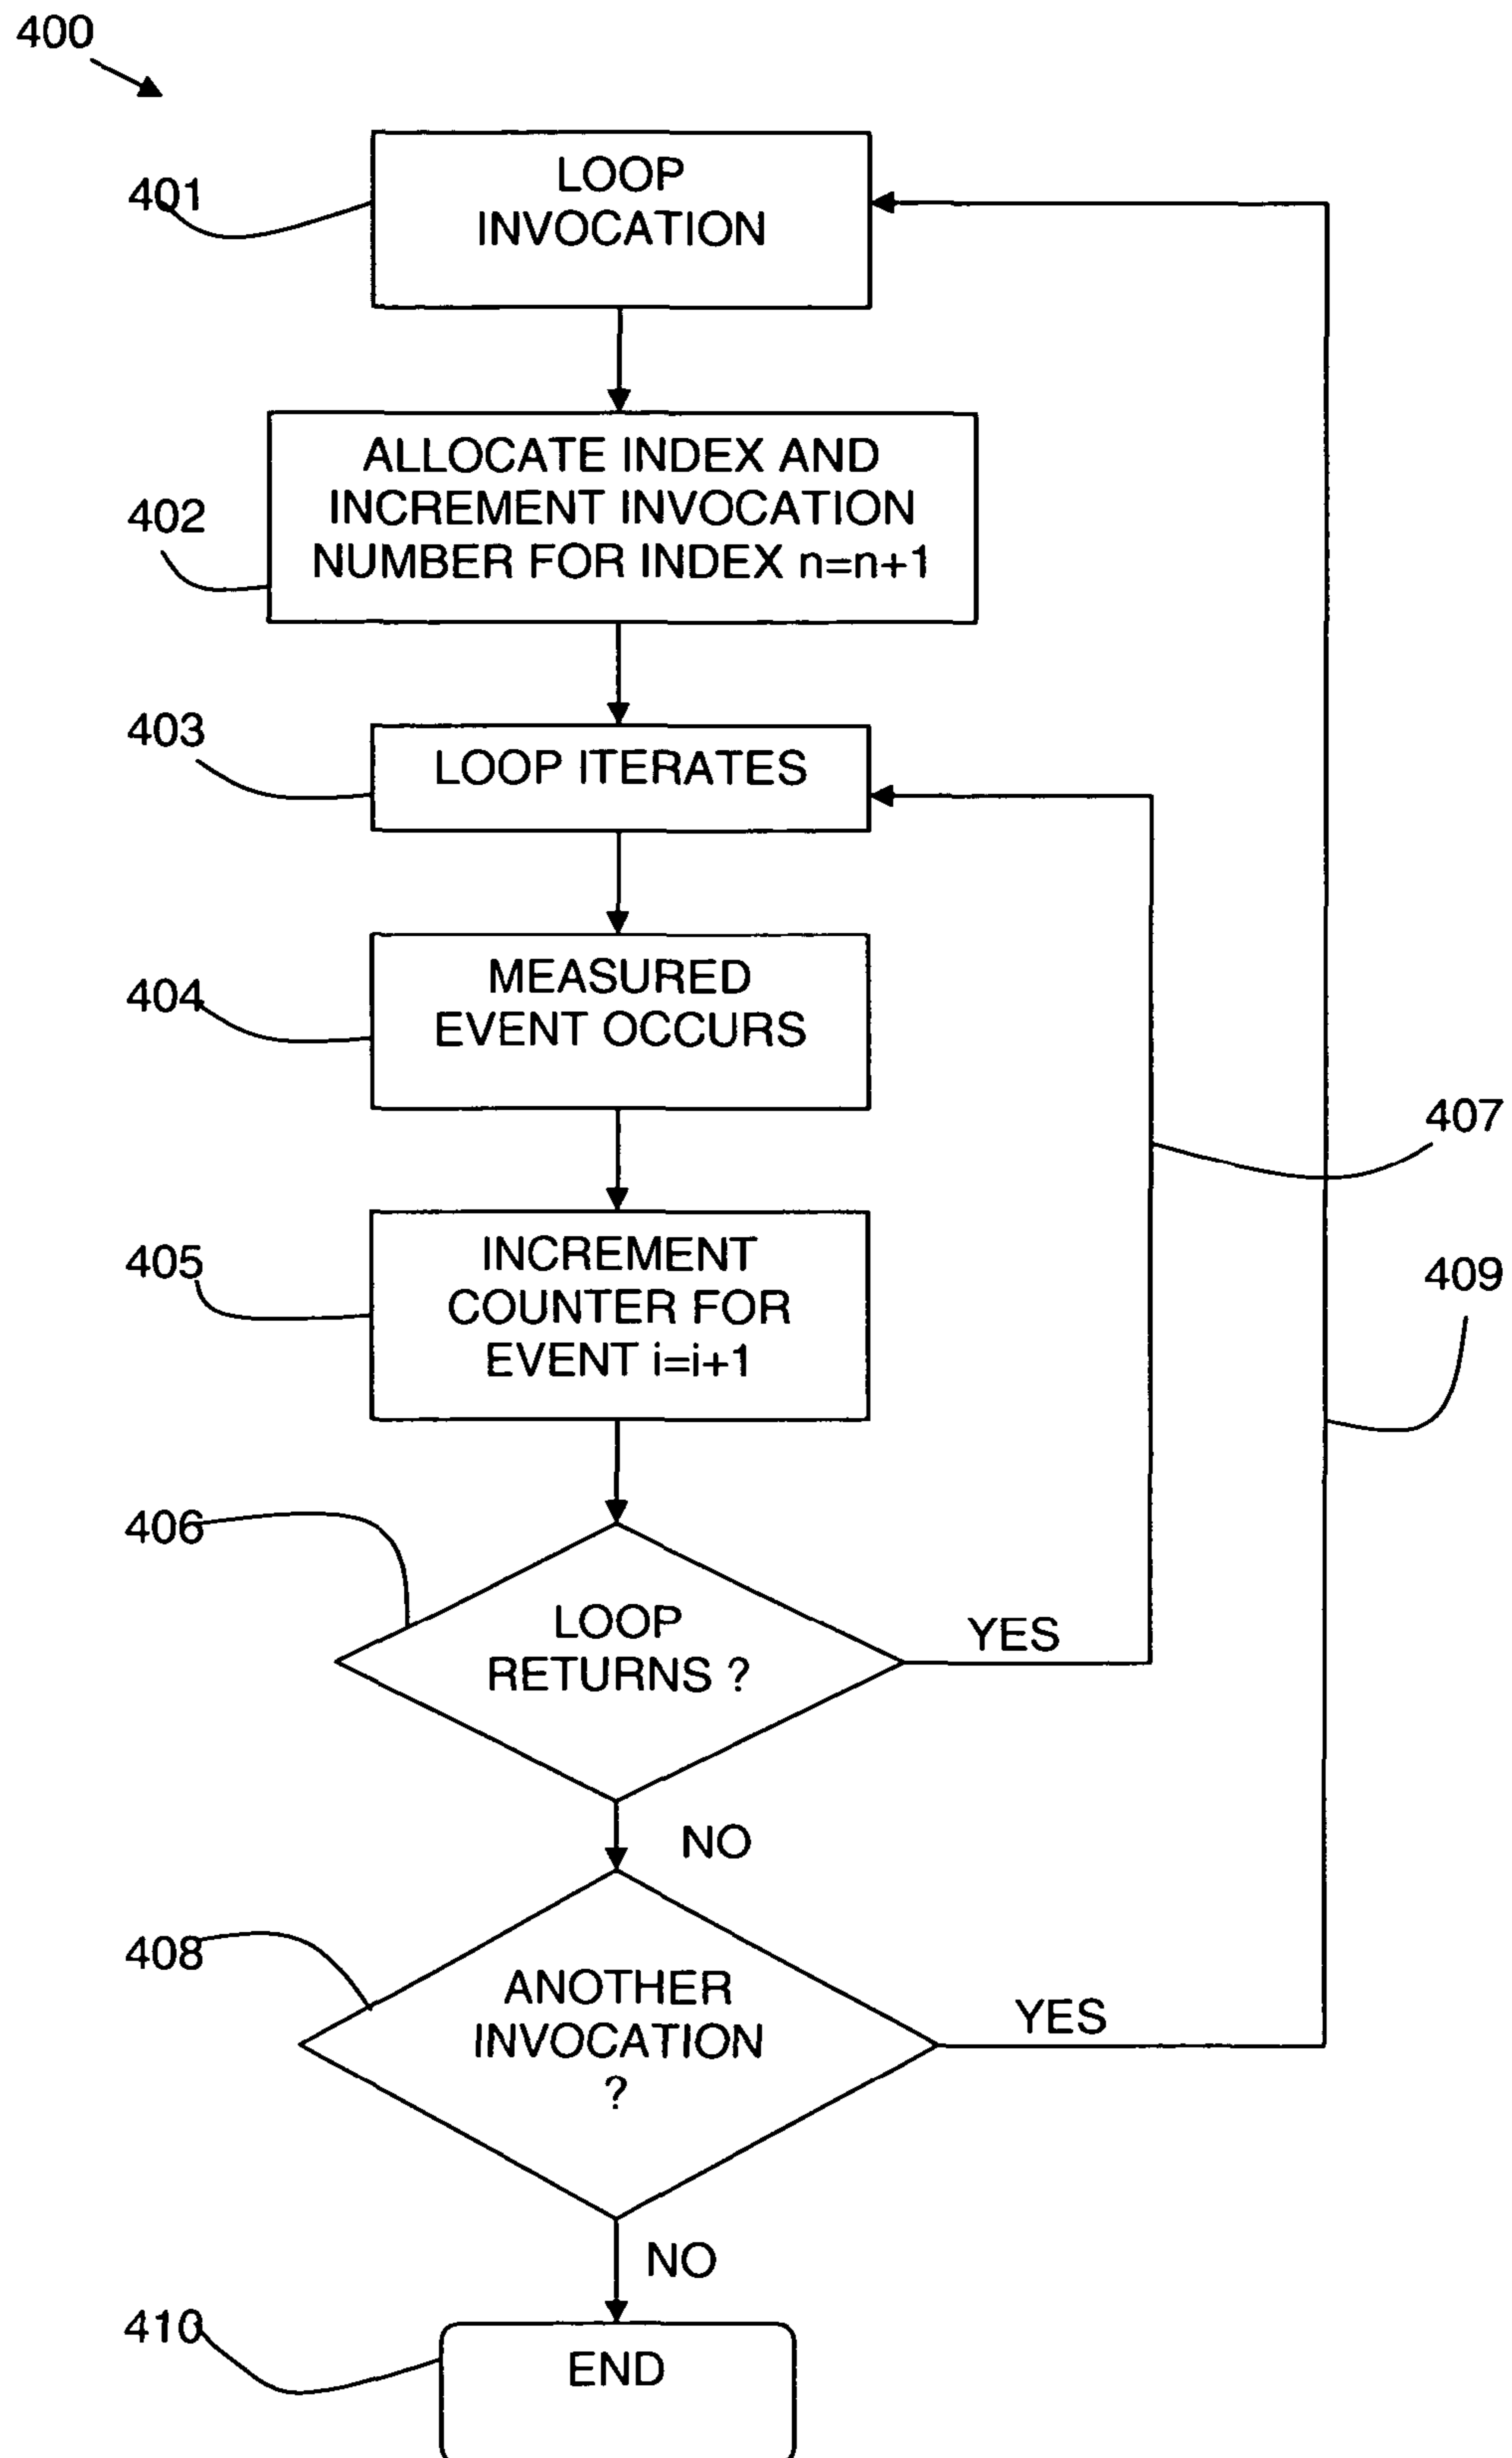 400
401
LOOP
INVOCATION
402
ALLOCATE INDEX AND
INCREMENT INVOCATION
NUMBER FOR INDEX n=n+1
403
LOOP ITERATES
404
MEASURED
EVENT OCCURS
407
405
INCREMENT
COUNTER FOR
EVENT i=i+1
409
406
LOOP
RETURNS ?
YES
NO
408
ANOTHER
INVOCATION
?
YES
NO
410
END